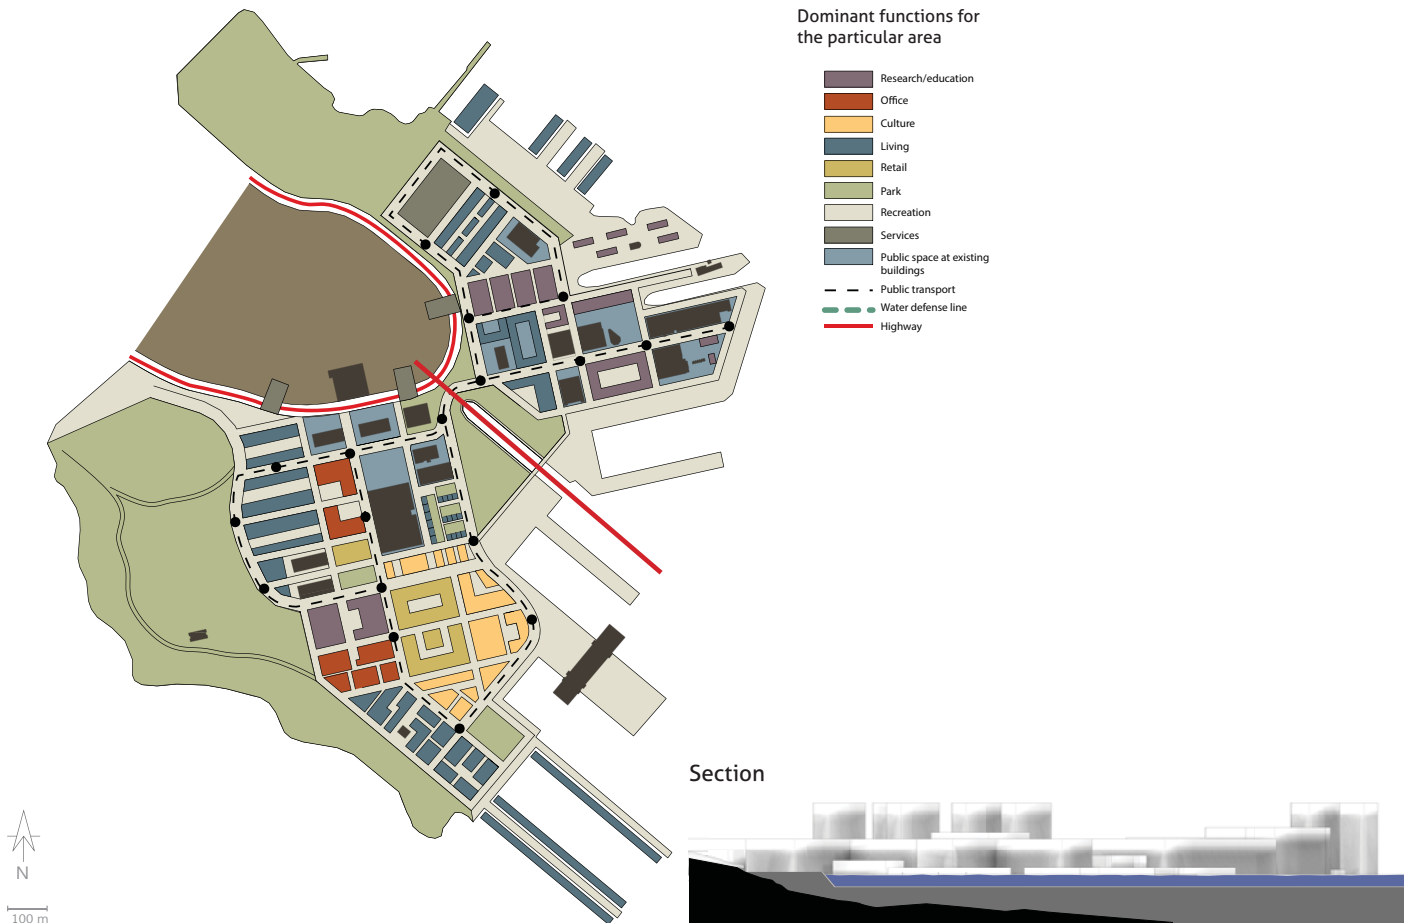 Dominant functions for
the particular area
Research/education
Office
Culture
Living
Retail
Park
Recreation
Services
Public space at existing
buildings
Public transport
Water defense line
Highway
Section
N
100 m